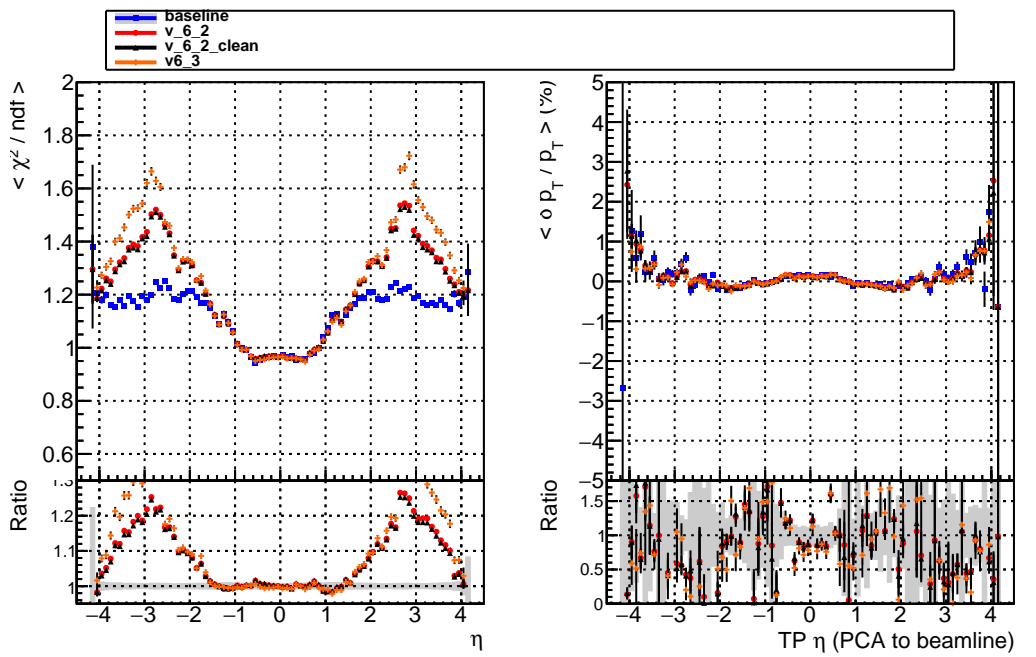 baseline
v_6_2
v_6_2_clean
v6_3
< χ² / ndf >
2
1.8
1.6
1.4
1.2
1
0.8
0.6
Ratio
1.3
1.2
1.1
1
−4 −3 −2 −1 0 1 2 3 4
η
< δ p_T / p_T > (%)
5
4
3
2
1
0
−1
−2
−3
−4
−5
Ratio
1.5
1
0.5
0
−4 −3 −2 −1 0 1 2 3 4
TP η (PCA to beamline)